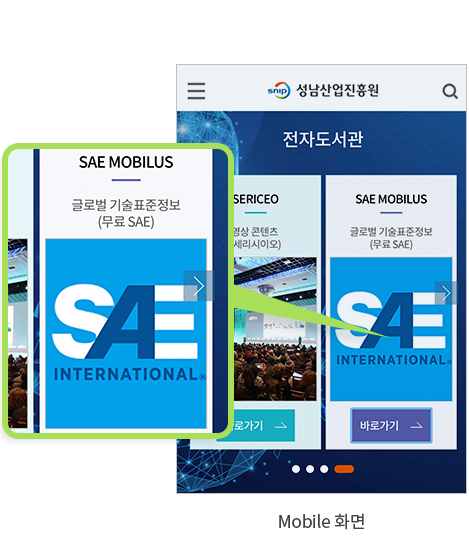 snip 성남산업진흥원
전자도서관
SAE MOBILUS
글로벌 기술표준정보
(무료 SAE)
SAE
INTERNATIONAL®
SERICEO
영상 콘텐츠
세리시이오)
로가기
SAE MOBILUS
글로벌 기술표준정보
(무료 SAE)
SAE
INTERNATIONAL®
바로가기
Mobile 화면